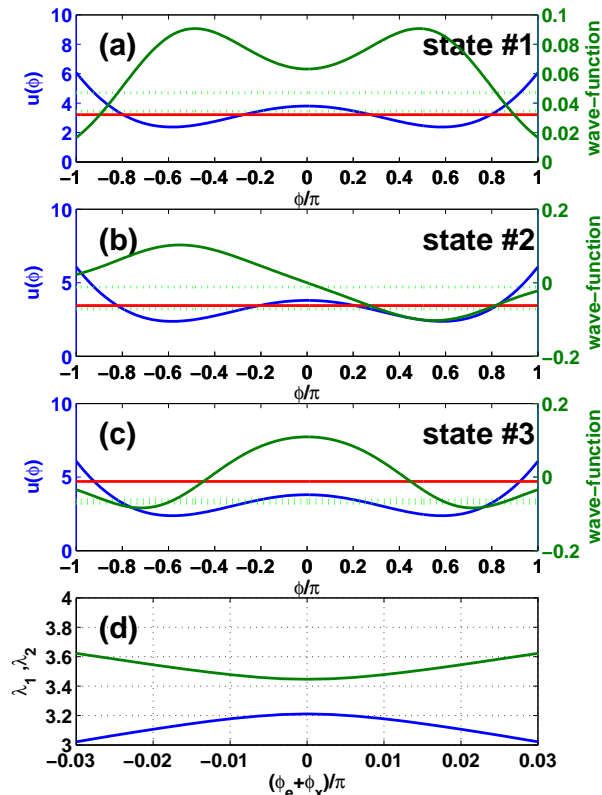 (a)
state #1
10
8
6
4
2
0
u(ϕ)
0.1
0.08
0.06
0.04
0.02
0
wave-function
−1 −0.8 −0.6 −0.4 −0.2 0 0.2 0.4 0.6 0.8 1
ϕ/π
(b)
state #2
10
5
0
u(ϕ)
0.2
0
−0.2
wave-function
−1 −0.8 −0.6 −0.4 −0.2 0 0.2 0.4 0.6 0.8 1
ϕ/π
(c)
state #3
10
5
0
u(ϕ)
0.2
0
−0.2
wave-function
−1 −0.8 −0.6 −0.4 −0.2 0 0.2 0.4 0.6 0.8 1
ϕ/π
(d)
4
3.8
3.6
3.4
3.2
3
λ₁ ,λ₂
−0.03 −0.02 −0.01 0 0.01 0.02 0.03
(ϕₑ+ϕₓ)/π